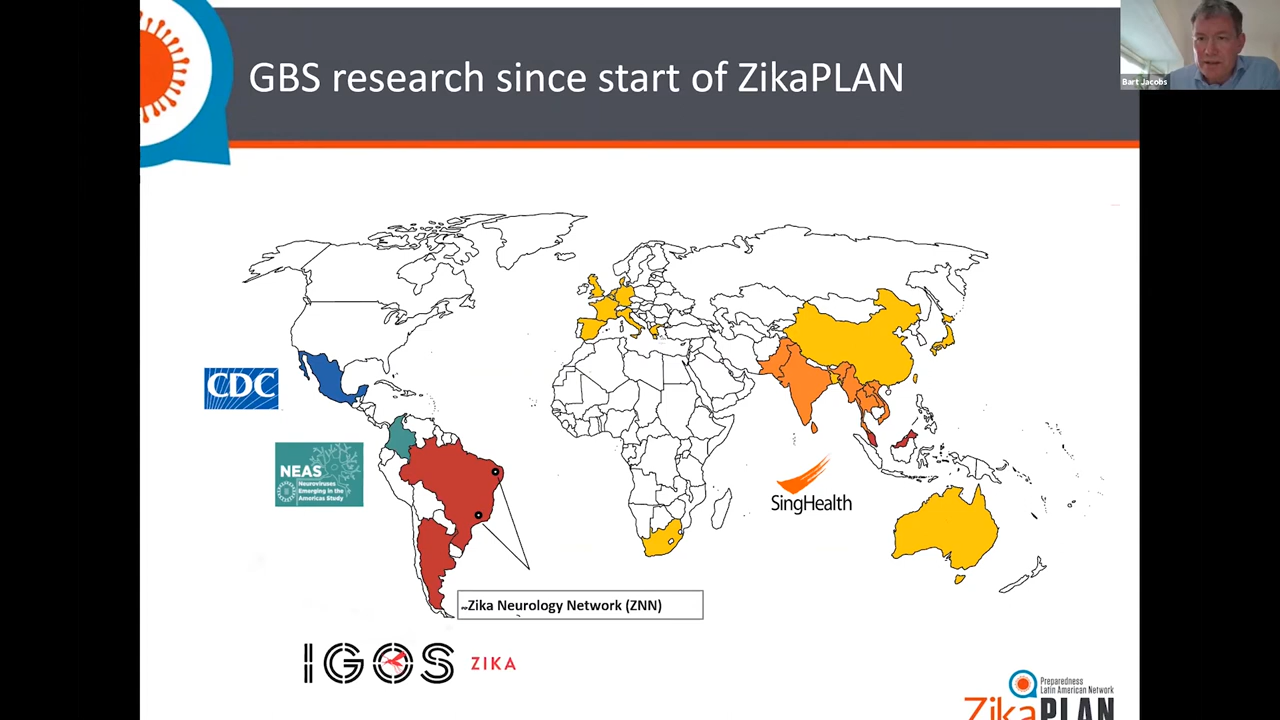 GBS research since start of ZikaPLAN
Bart Jacobs
CDC
NEAS
Neuroviruses
Emerging in the
Americas Study
SingHealth
~Zika Neurology Network (ZNN)
IGOS ZIKA
Preparedness
Latin American Network
ZikaPLAN